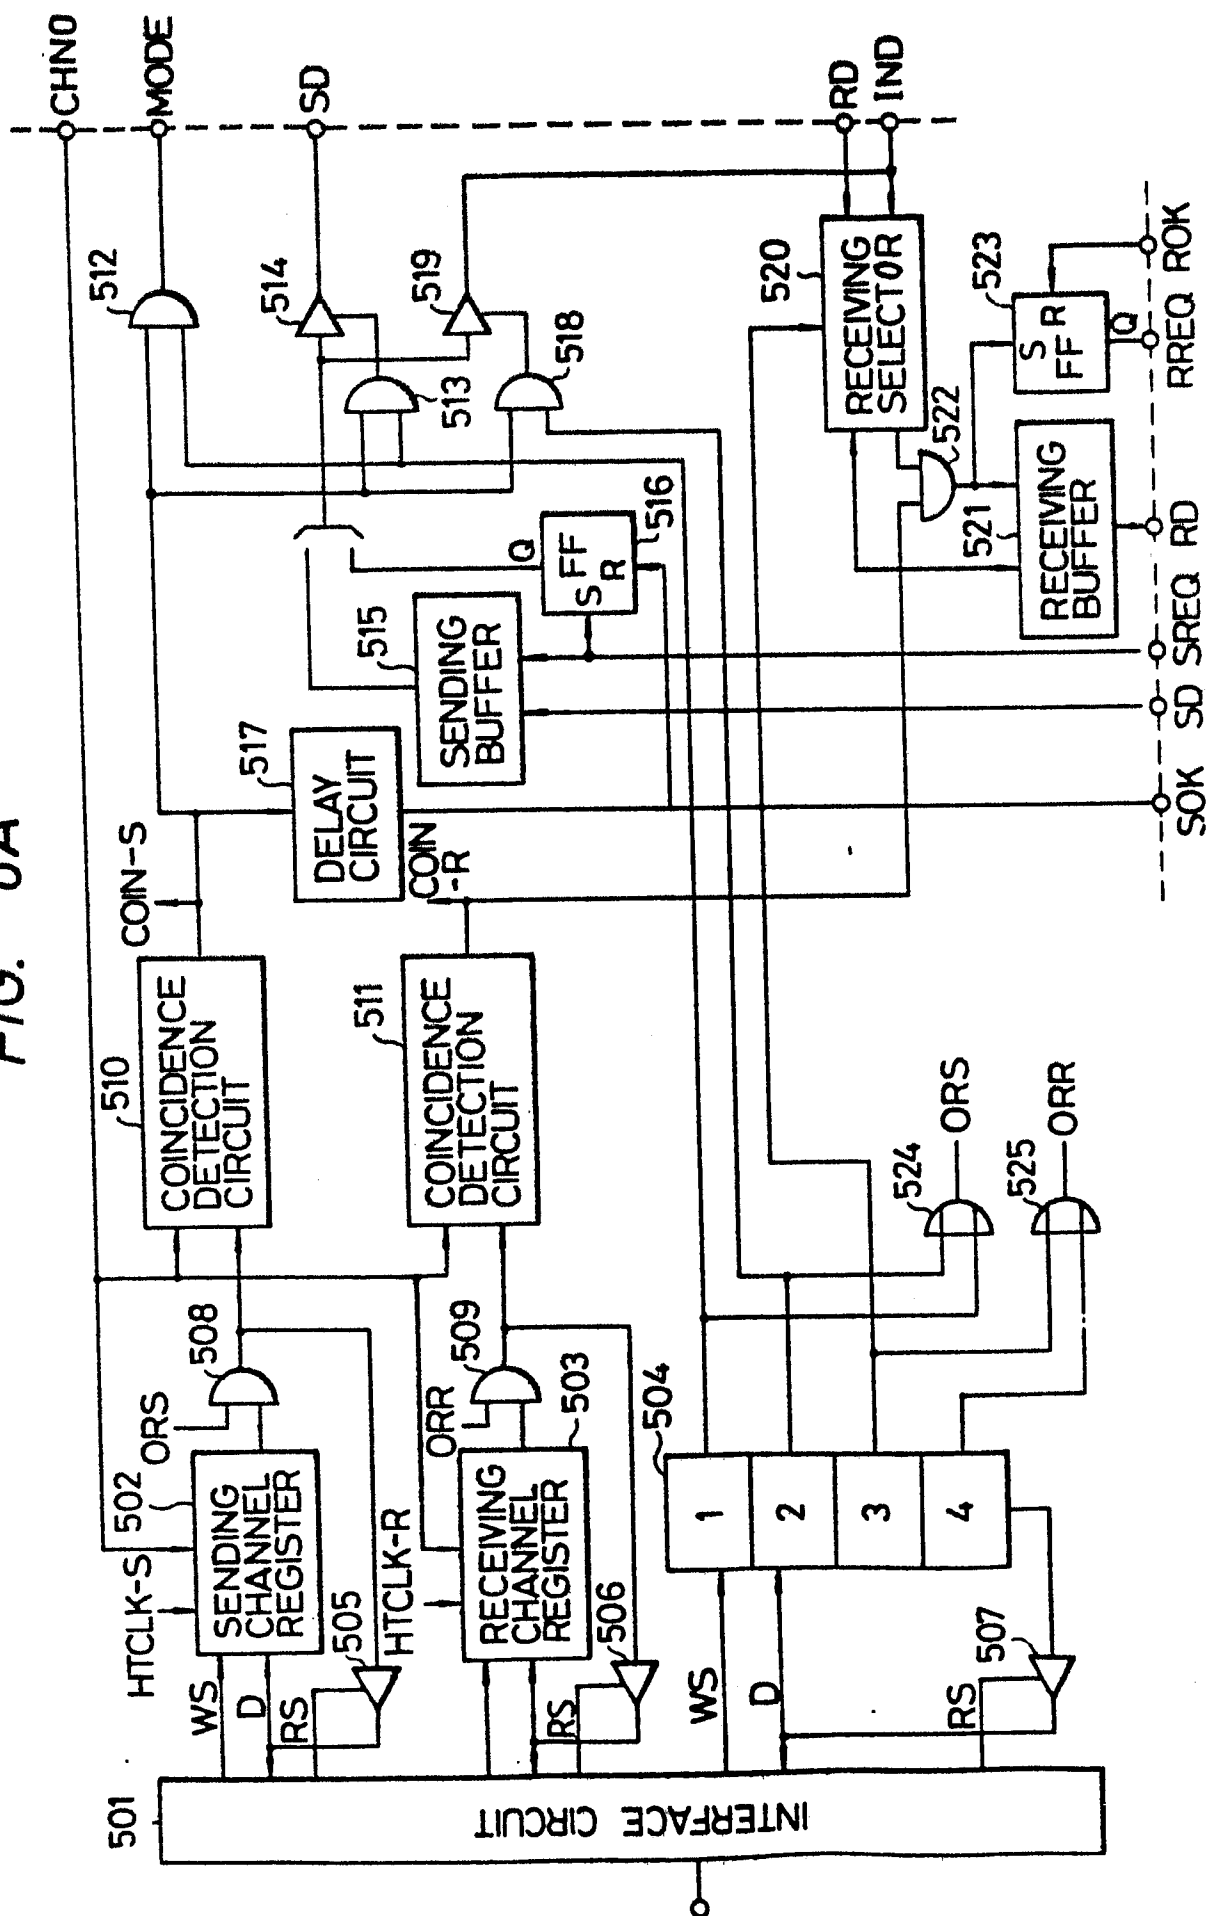 FIG.
CHNO
MODE
SD
RD
IND
512
514
519
513
518
520
RECEIVING
SELECTOR
523
S
R
FF
Q
ROK
RREQ
522
521
RECEIVING
BUFFER
RD
516
S
FF
R
Q
515
SENDING
BUFFER
SREQ
SD
SOK
517
DELAY
CIRCUIT
COIN-S
COIN
-R
510
COINCIDENCE
DETECTION
CIRCUIT
511
COINCIDENCE
DETECTION
CIRCUIT
524
ORS
525
ORR
508
ORS
509
ORR
502
SENDING
CHANNEL
REGISTER
HTCLK-S
503
RECEIVING
CHANNEL
REGISTER
HTCLK-R
504
1
2
3
4
505
506
507
WS
D
RS
RS
WS
D
RS
501
INTERFACE CIRCUIT